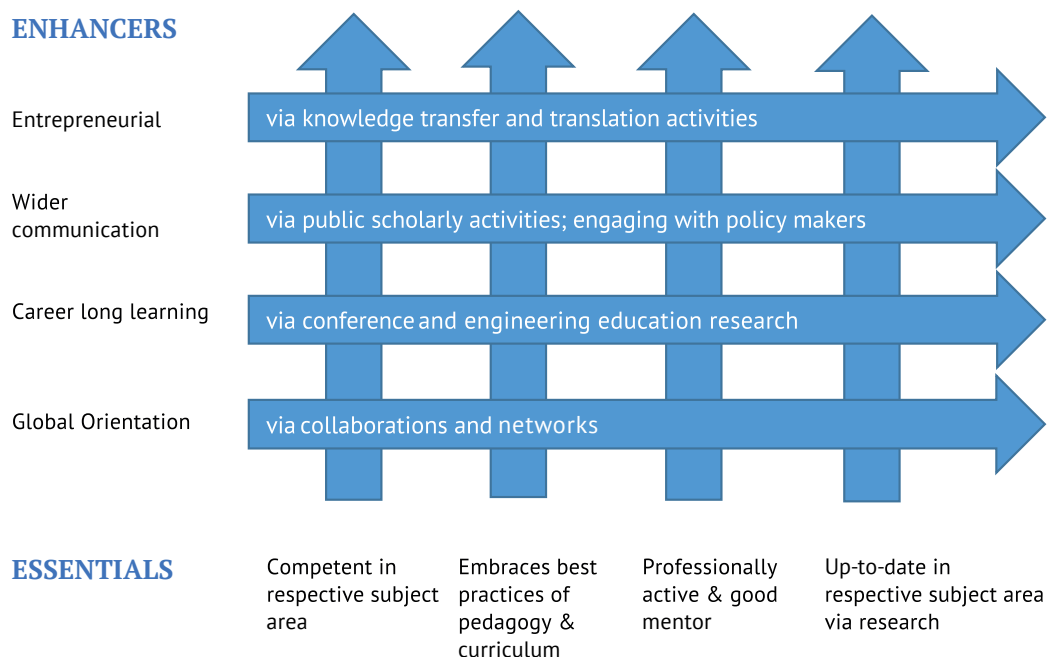 ENHANCERS
Entrepreneurial
via knowledge transfer and translation activities
Wider
communication
via public scholarly activities; engaging with policy makers
Career long learning
via conference and engineering education research
Global Orientation
via collaborations and networks
ESSENTIALS
Competent in
respective subject
area
Embraces best
practices of
pedagogy &
curriculum
Professionally
active & good
mentor
Up-to-date in
respective subject area
via research